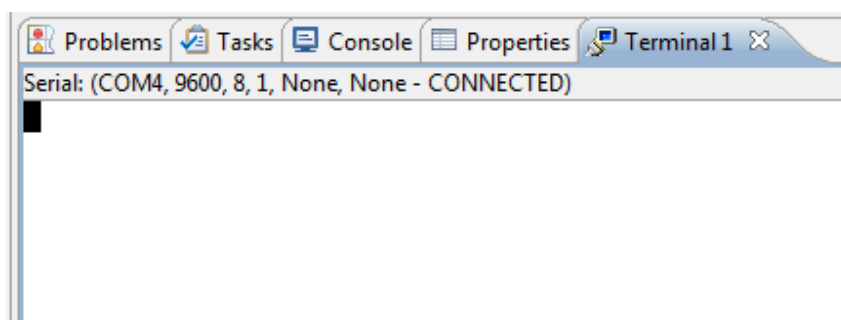 Problems Tasks Console Properties Terminal 1
Serial: (COM4, 9600, 8, 1, None, None - CONNECTED)